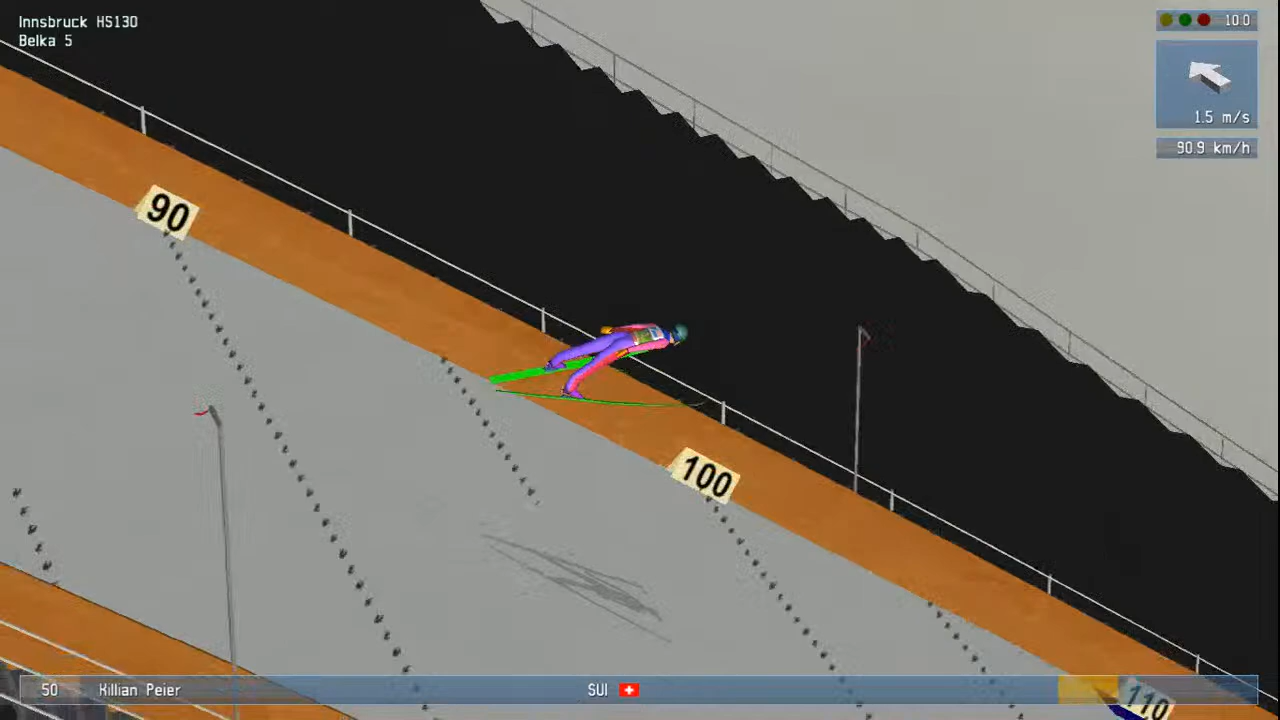 Innsbruck HS130
Belka 5
10.0
1.5 m/s
90.9 km/h
90
100
110
50 Killian Peier SUI